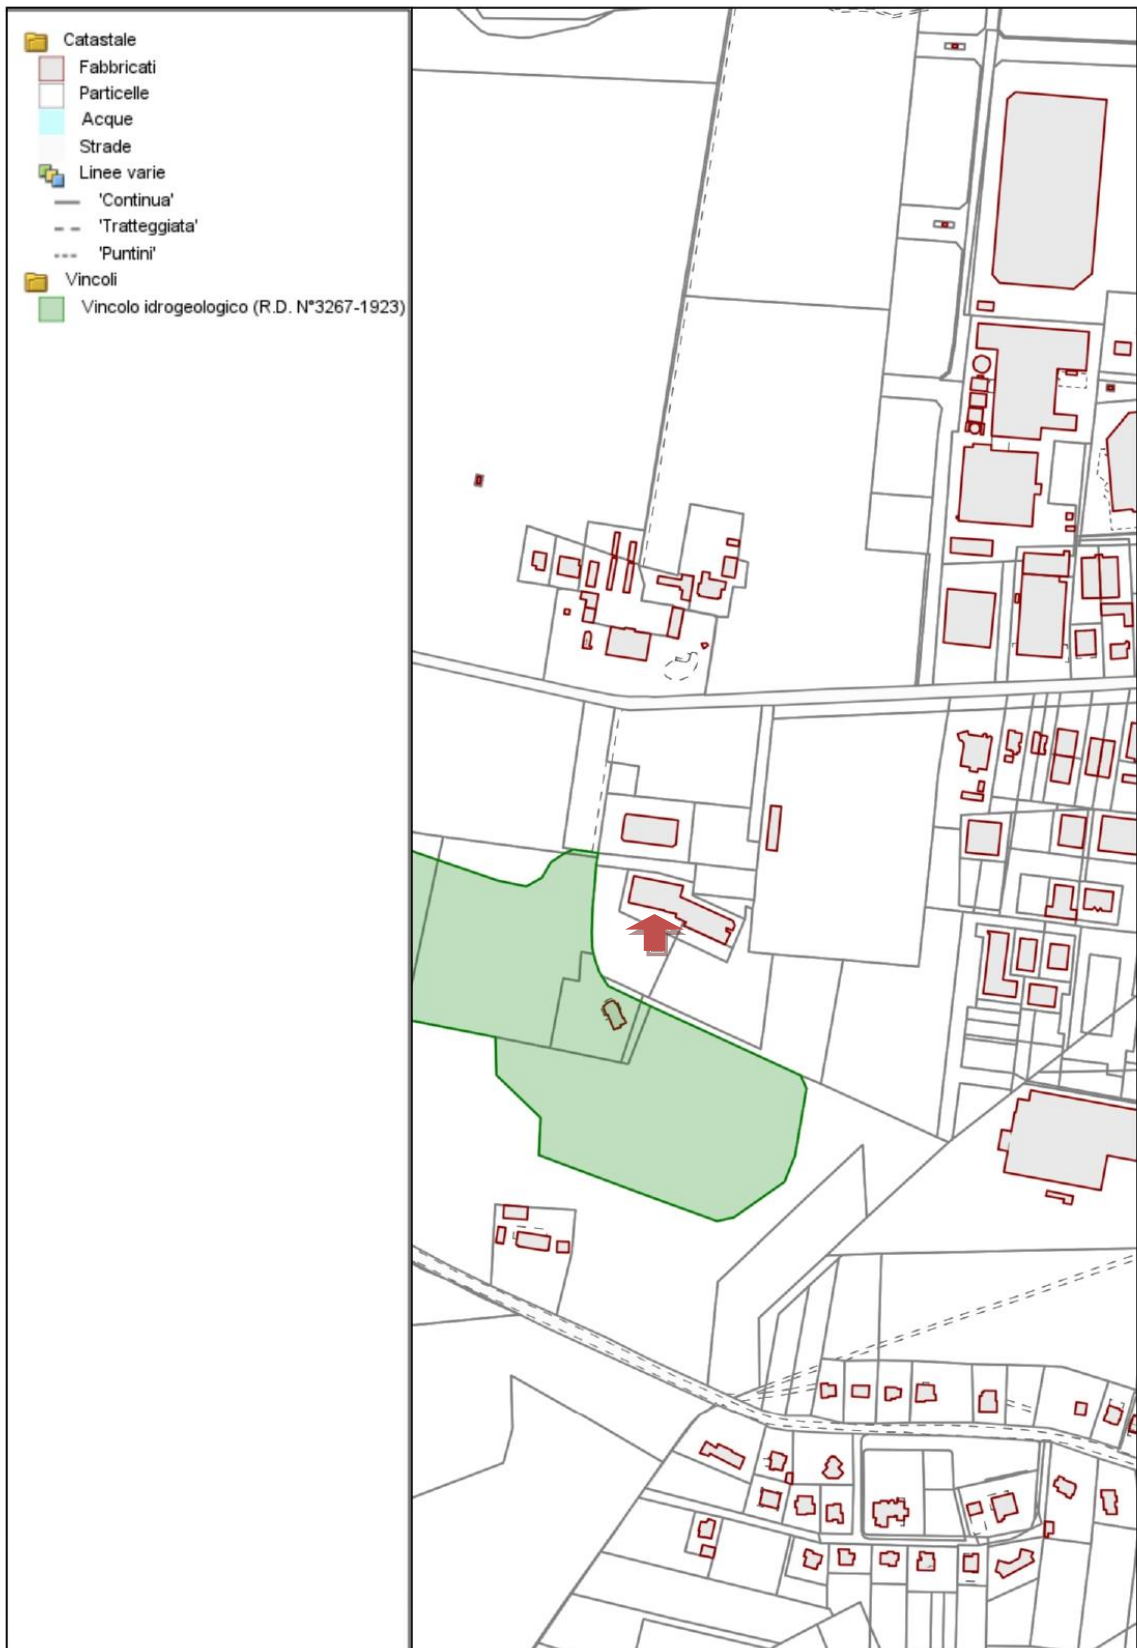 Catastale
Fabbricati
Particelle
Acque
Strade
Linee varie
'Continua'
'Tratteggiata'
'Puntini'
Vincoli
Vincolo idrogeologico (R.D. N°3267-1923)